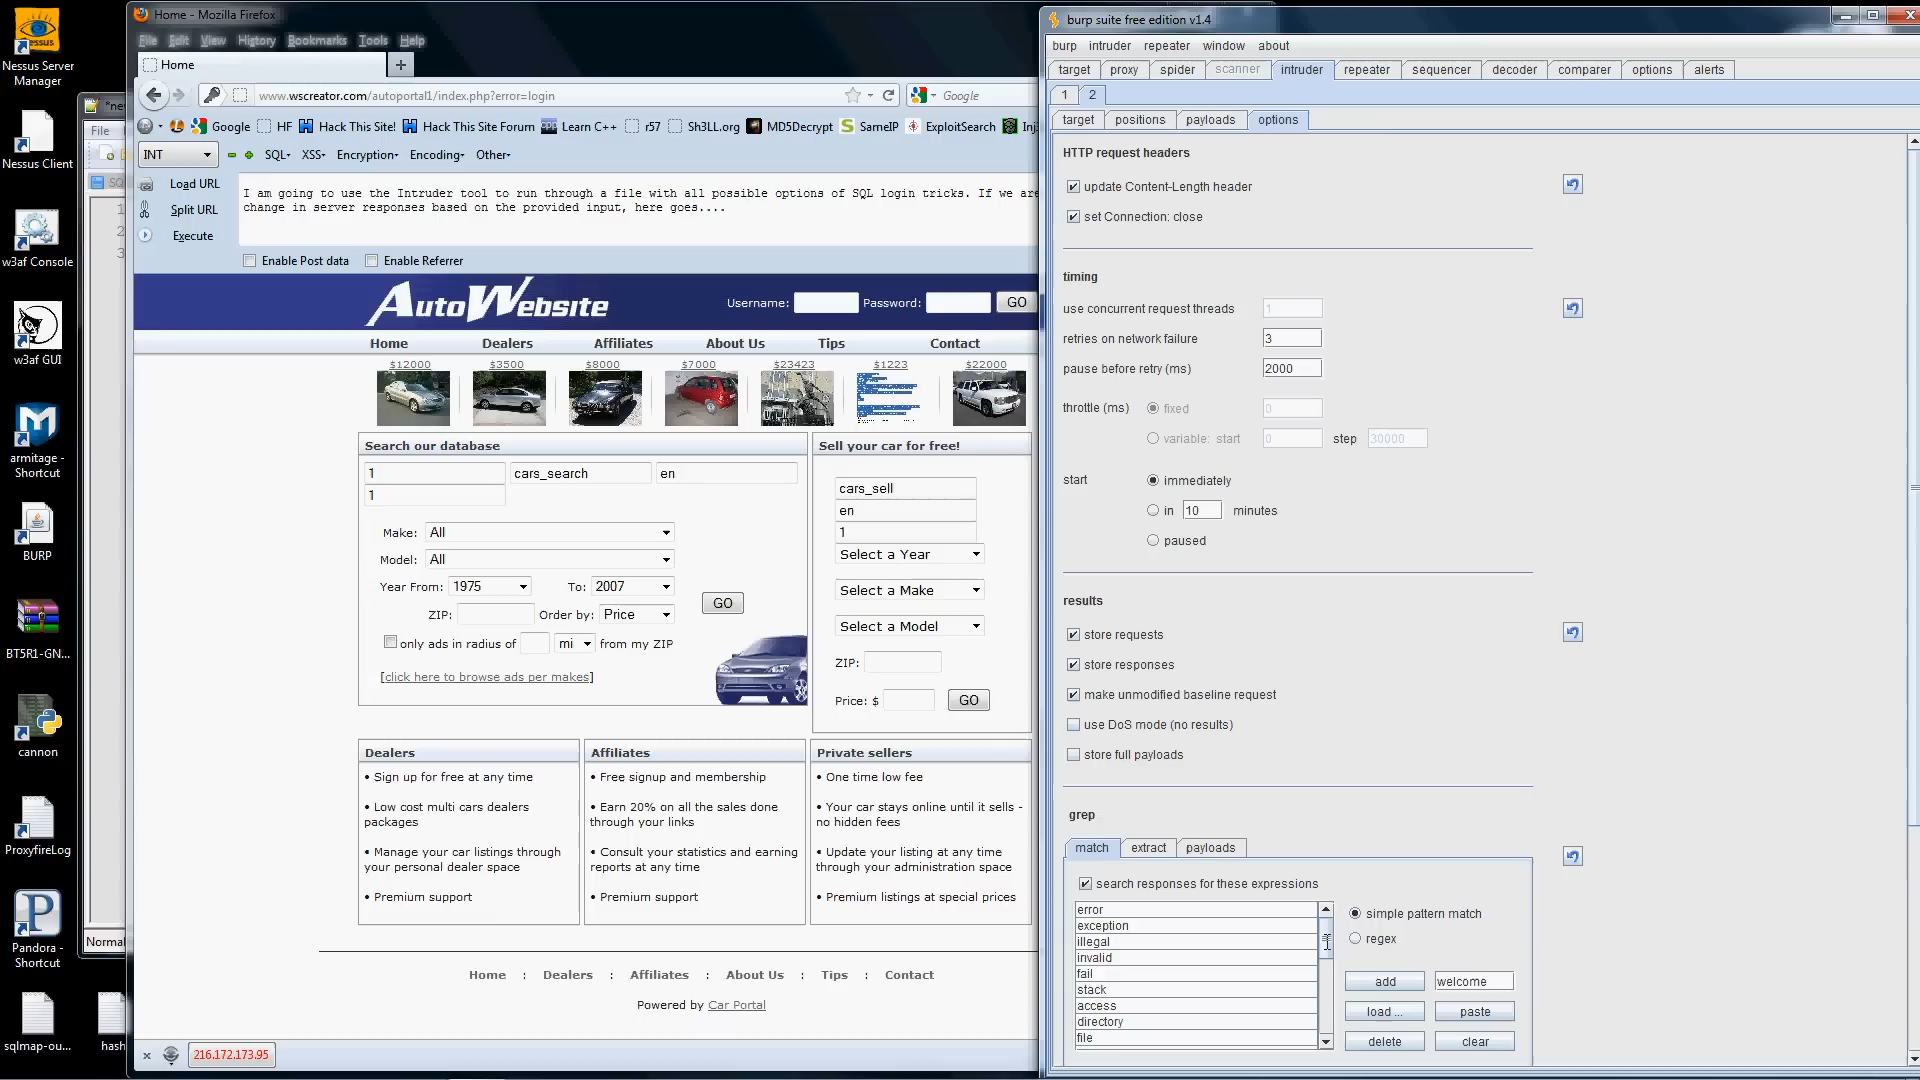 Nessus Server
Manager
Nessus Client
w3af Console
w3af GUI
armitage -
Shortcut
BURP
BT5R1-GN...
cannon
ProxyfireLog
Pandora -
Shortcut
sqlmap-ou...
hash
File
1
2
3
Normal
Home - Mozilla Firefox
File Edit View History Bookmarks Tools Help
Home
www.wscreator.com/autoportal1/index.php?error=login
Google
Google HF Hack This Site! Hack This Site Forum Learn C++ r57 Sh3LL.org MD5Decrypt SameIP ExploitSearch Inj
INT SQL- XSS- Encryption- Encoding- Other-
Load URL
Split URL
Execute
I am going to use the Intruder tool to run through a file with all possible options of SQL login tricks. If we are
change in server responses based on the provided input, here goes....
Enable Post data Enable Referrer
AutoWebsite
Username: Password: GO
Home Dealers Affiliates About Us Tips Contact
$12000 $3500 $8000 $7000 $23423 $1223 $22000
Search our database
1 cars_search en
1
Make: All
Model: All
Year From: 1975 To: 2007
ZIP: Order by: Price
GO
only ads in radius of mi from my ZIP
[click here to browse ads per makes]
Sell your car for free!
cars_sell
en
1
Select a Year
Select a Make
Select a Model
ZIP:
Price: $ GO
Dealers
• Sign up for free at any time
• Low cost multi cars dealers
packages
• Manage your car listings through
your personal dealer space
• Premium support
Affiliates
• Free signup and membership
• Earn 20% on all the sales done
through your links
• Consult your statistics and earning
reports at any time
• Premium support
Private sellers
• One time low fee
• Your car stays online until it sells -
no hidden fees
• Update your listing at any time
through your administration space
• Premium listings at special prices
Home : Dealers : Affiliates : About Us : Tips : Contact
Powered by Car Portal
x 216.172.173.95
burp suite free edition v1.4
burp intruder repeater window about
target proxy spider scanner intruder repeater sequencer decoder comparer options alerts
1 2
target positions payloads options
HTTP request headers
update Content-Length header
set Connection: close
timing
use concurrent request threads 1
retries on network failure 3
pause before retry (ms) 2000
throttle (ms) fixed 0
variable: start 0 step 30000
start immediately
in 10 minutes
paused
results
store requests
store responses
make unmodified baseline request
use DoS mode (no results)
store full payloads
grep
match extract payloads
search responses for these expressions
error
exception
illegal
invalid
fail
stack
access
directory
file
simple pattern match
regex
add welcome
load ... paste
delete clear